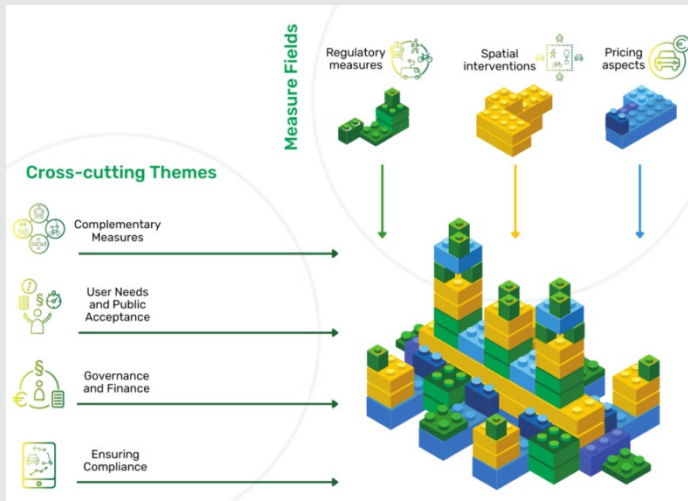 Measure Fields
Regulatory
measures
Spatial
interventions
Pricing
aspects
Cross-cutting Themes
Complementary
Measures
User Needs
and Public
Acceptance
Governance
and Finance
Ensuring
Compliance